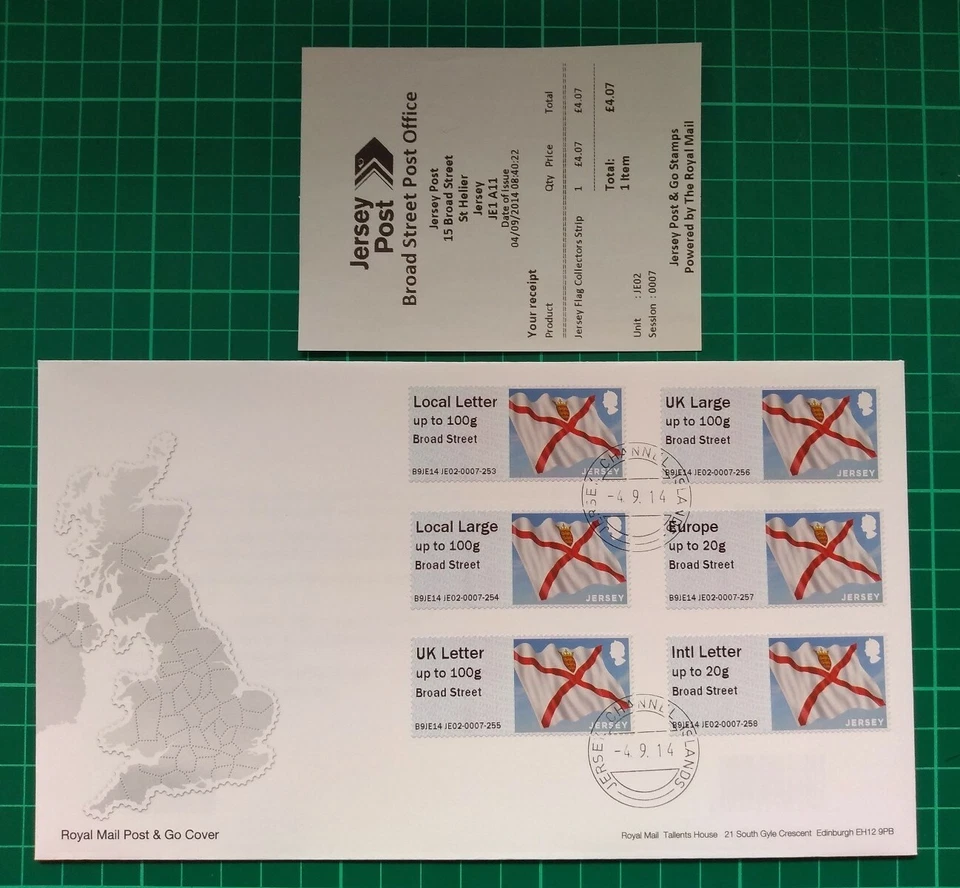 Jersey
Post
Broad Street Post Office
Jersey Post
15 Broad Street
St Helier
Jersey
JE1 A11
Date of Issue
04/09/2014 08:40:22
Your receipt
Product Qty Price Total
Jersey Flag Collectors Strip 1 £4.07 £4.07
Total: £4.07
1 Item
Unit : JE02
Session : 0007
Jersey Post & Go Stamps
Powered by The Royal Mail
Local Letter
up to 100g
Broad Street
B9JE14 JE02-0007-253
JERSEY
UK Large
up to 100g
Broad Street
B9JE14 JE02-0007-256
JERSEY
JERSEY CHANNEL ISLANDS
-4. 9. 14
Local Large
up to 100g
Broad Street
B9JE14 JE02-0007-254
JERSEY
Europe
up to 20g
Broad Street
B9JE14 JE02-0007-257
JERSEY
UK Letter
up to 100g
Broad Street
B9JE14 JE02-0007-255
JERSEY
Intl Letter
up to 20g
Broad Street
B9JE14 JE02-0007-258
JERSEY
JERSEY CHANNEL ISLANDS
-4. 9. 14
Royal Mail Post & Go Cover
Royal Mail Tallents House 21 South Gyle Crescent Edinburgh EH12 9PB